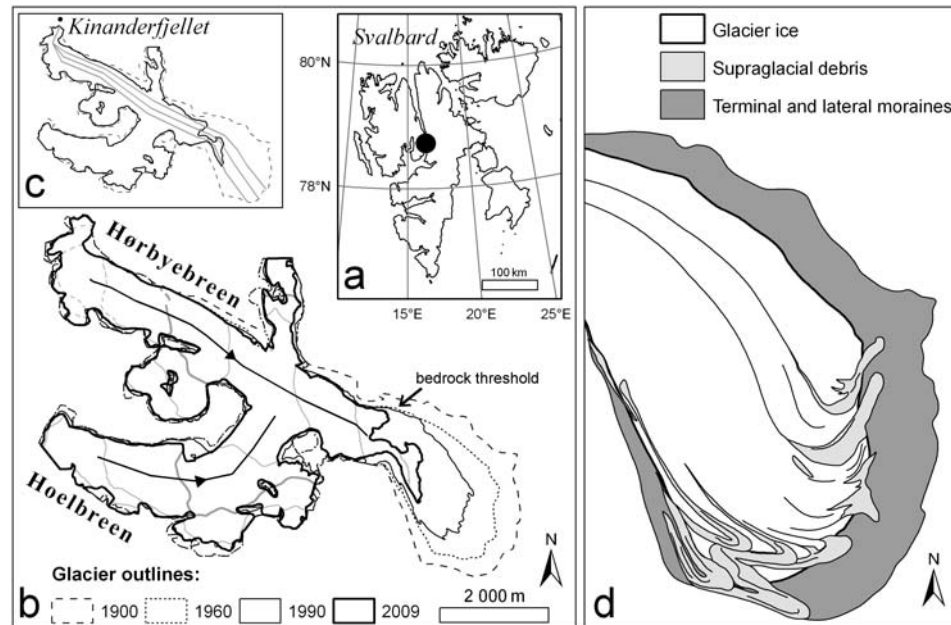 Kinanderfjellet
c
Svalbard
80°N
78°N
a
100 km
15°E
20°E
25°E
Hørbyebreen
bedrock threshold
Hoelbreen
N
Glacier outlines:
b
1900
1960
1990
2009
2 000 m
Glacier ice
Supraglacial debris
Terminal and lateral moraines
d
N